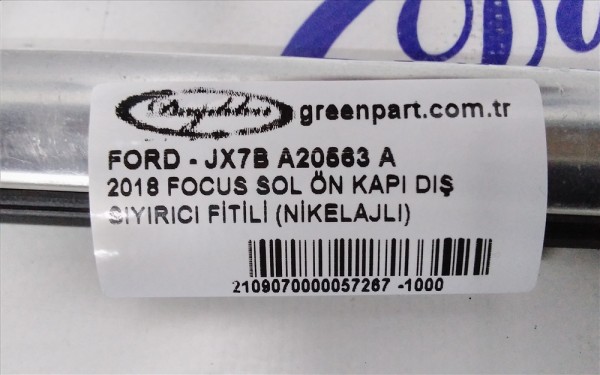 greenpart.com.tr
FORD - JX7B A20563 A
2018 FOCUS SOL ÖN KAPI DIŞ
SIYIRICI FİTİLİ (NİKELAJLI)
2109070000057267 -1000